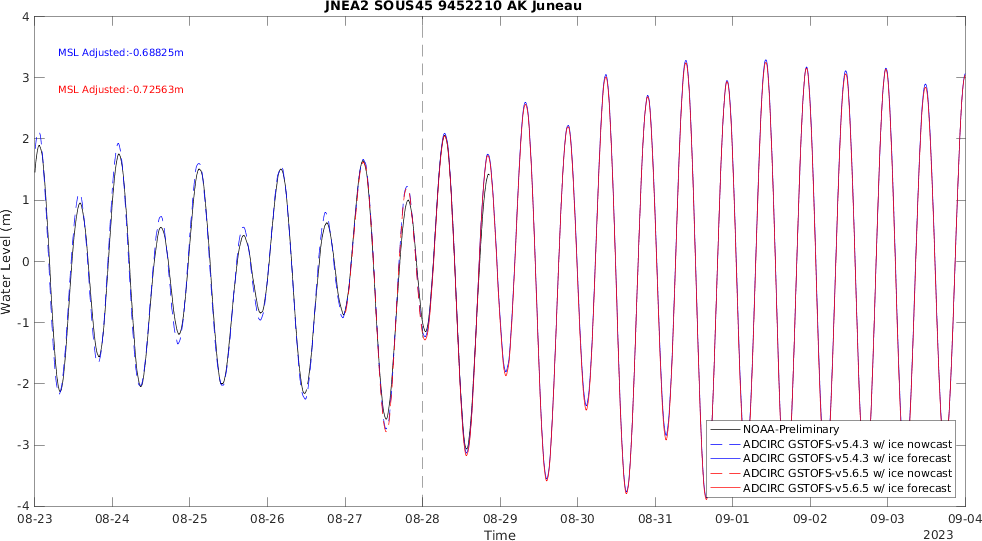 JNEA2 SOUS45 9452210 AK Juneau
MSL Adjusted:-0.68825m
MSL Adjusted:-0.72563m
Water Level (m)
4
3
2
1
0
-1
-2
-3
-4
NOAA-Preliminary
ADCIRC GSTOFS-v5.4.3 w/ ice nowcast
ADCIRC GSTOFS-v5.4.3 w/ ice forecast
ADCIRC GSTOFS-v5.6.5 w/ ice nowcast
ADCIRC GSTOFS-v5.6.5 w/ ice forecast
08-23 08-24 08-25 08-26 08-27 08-28 08-29 08-30 08-31 09-01 09-02 09-03 09-04
Time
2023